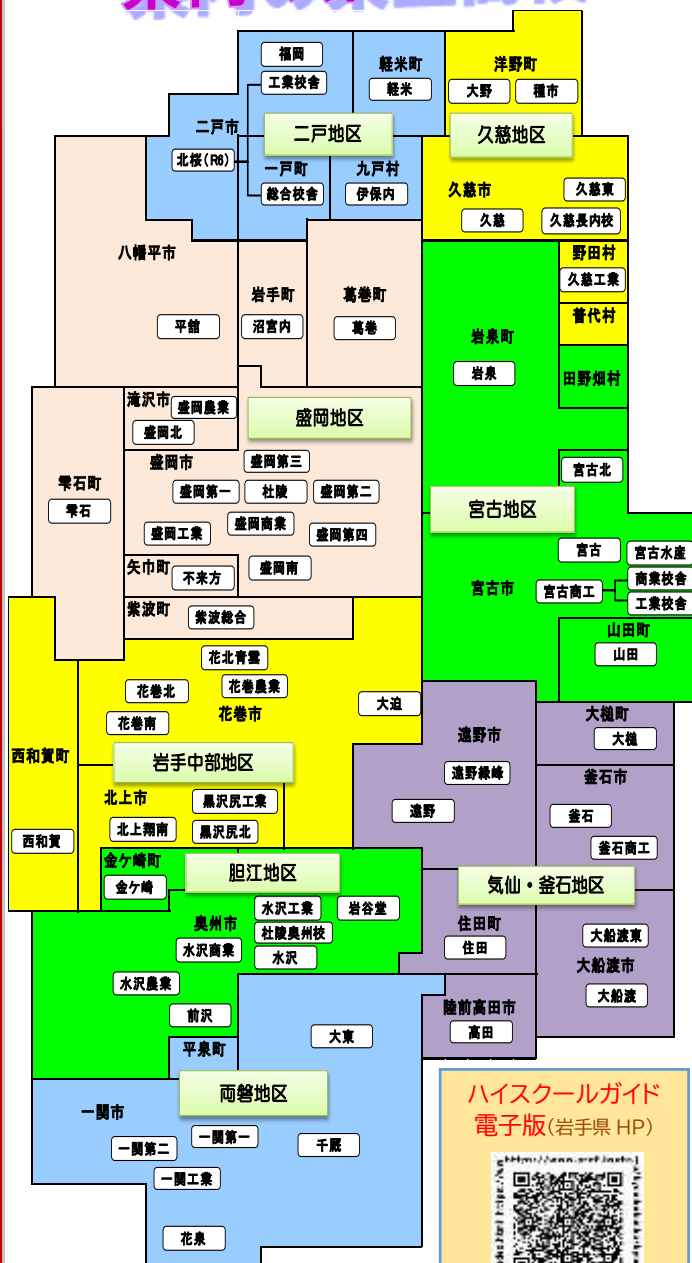 福岡
工業校舎
軽米町
軽米
洋野町
大野
種市
二戸市
二戸地区
久慈地区
北桜(R6)
一戸町
総合校舎
九戸村
伊保内
久慈市
久慈東
久慈
久慈長内校
八幡平市
平舘
岩手町
沼宮内
葛巻町
葛巻
野田村
久慈工業
普代村
岩泉町
岩泉
田野畑村
滝沢市
盛岡農業
盛岡北
盛岡地区
盛岡市
盛岡第三
盛岡第一
杜陵
盛岡第二
盛岡工業
盛岡商業
盛岡第四
盛岡南
雫石町
雫石
矢巾町
不来方
紫波町
紫波総合
宮古北
宮古地区
宮古
宮古水産
宮古市
宮古商工
商業校舎
工業校舎
山田町
山田
花北青雲
花巻北
花巻農業
花巻南
花巻市
大迫
西和賀町
西和賀
岩手中部地区
北上市
黒沢尻工業
北上翔南
黒沢尻北
遠野市
遠野緑峰
遠野
大槌町
大槌
釜石市
釜石
釜石商工
金ケ崎町
金ケ崎
胆江地区
奥州市
水沢工業
岩谷堂
杜陵奥州校
水沢商業
水沢
水沢農業
前沢
気仙・釜石地区
住田町
住田
大船渡東
大船渡市
大船渡
陸前高田市
高田
平泉町
大東
両磐地区
一関市
一関第一
一関第二
千厩
一関工業
花泉
ハイスクールガイド
電子版(岩手県 HP)